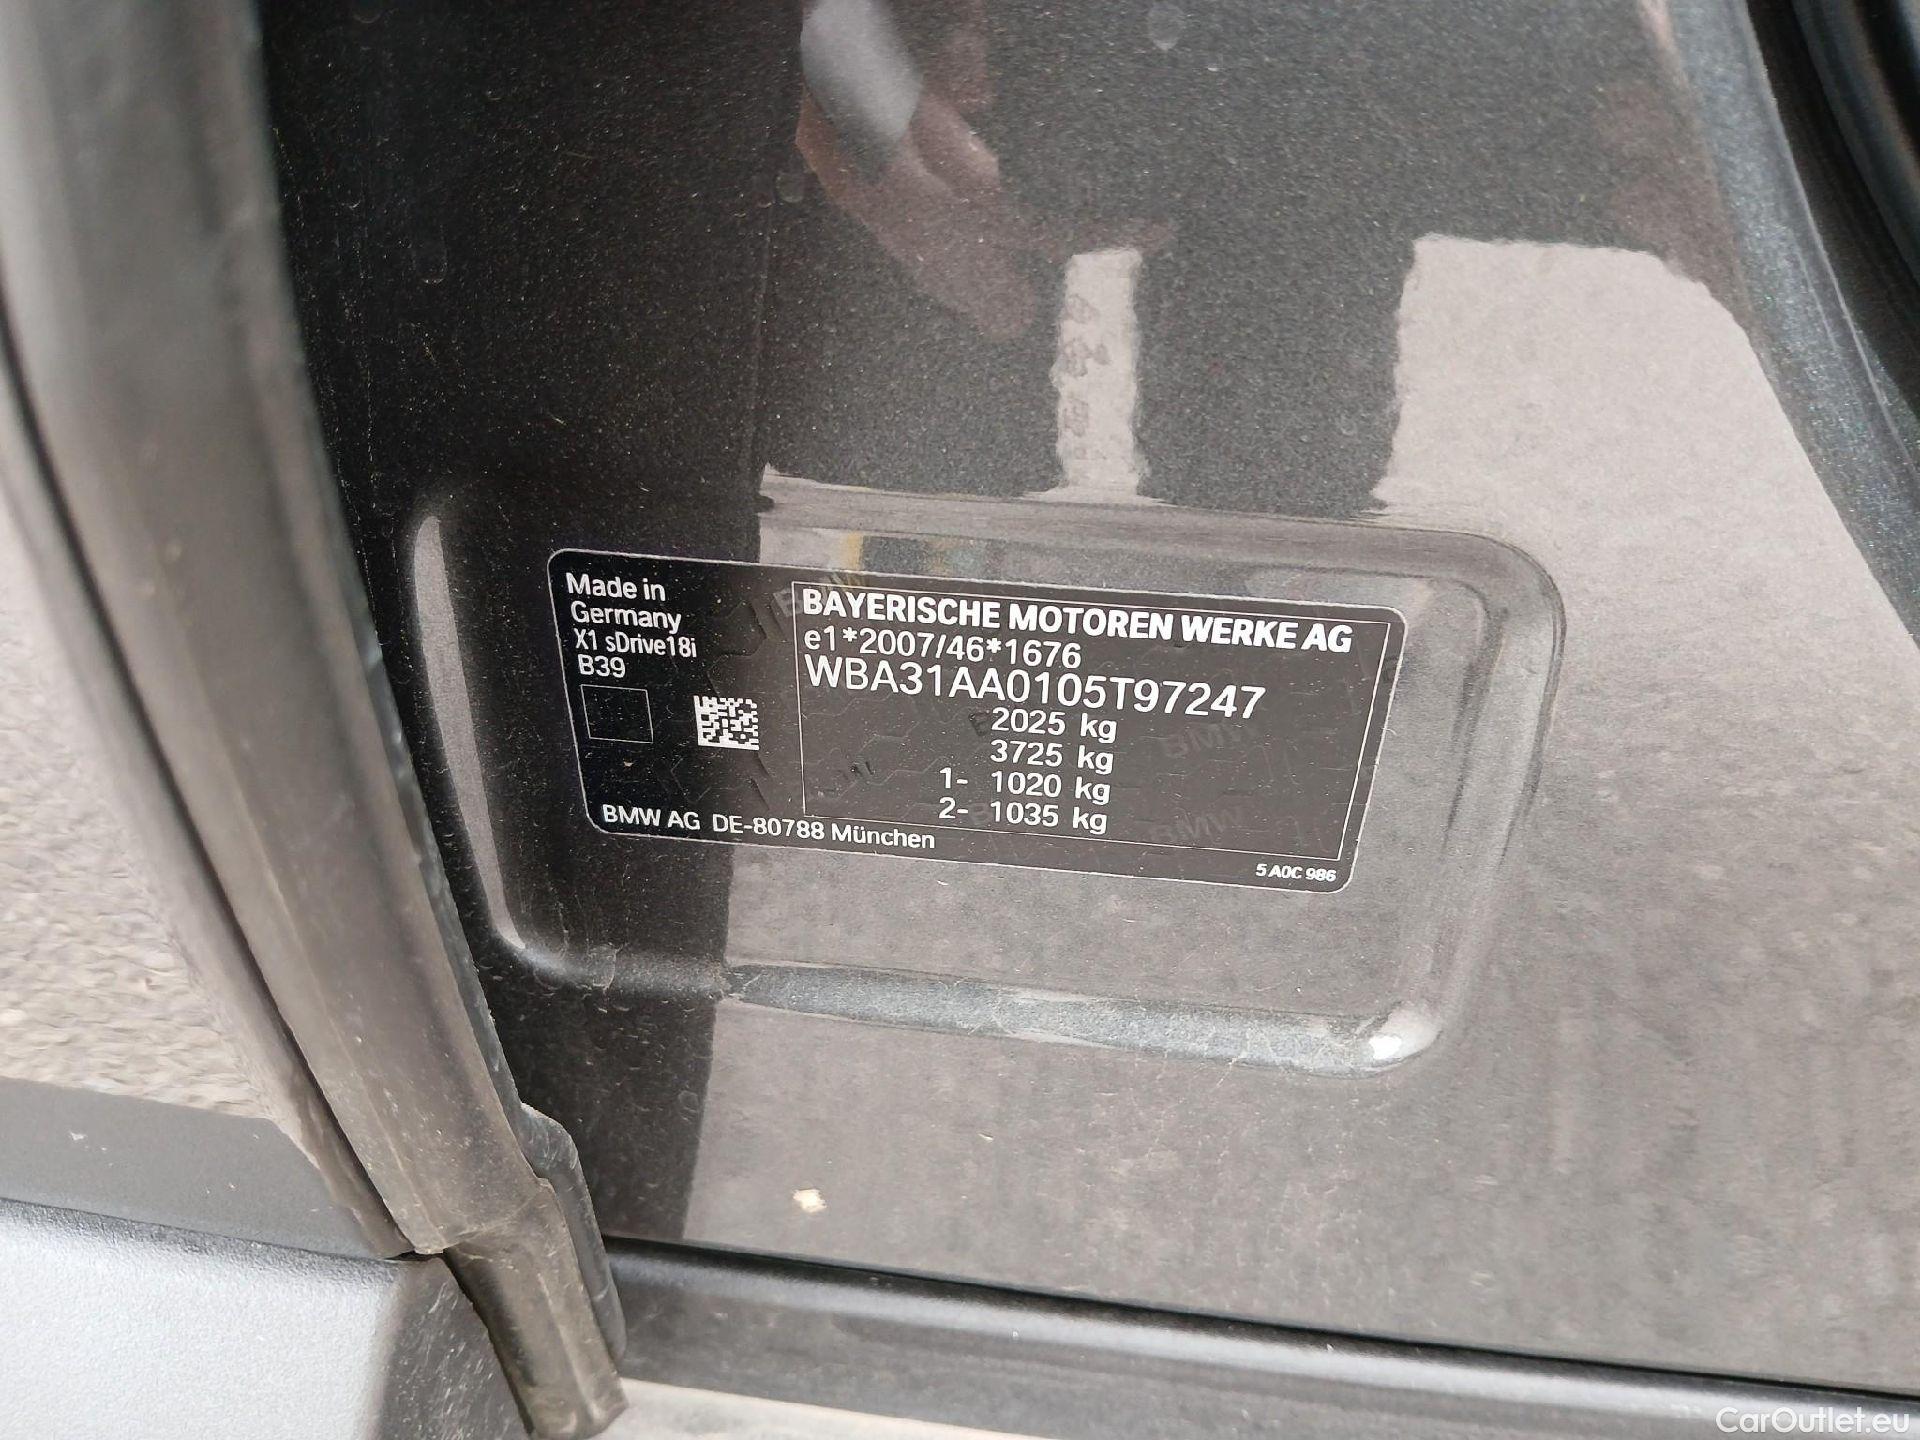 Made in
Germany
X1 sDrive18i
B39
BAYERISCHE MOTOREN WERKE AG
e1*2007/46*1676
WBA31AA0105T97247
2025 kg
3725 kg
1- 1020 kg
2- 1035 kg
BMW AG DE-80788 München
5 A0C 986
CarOutlet.eu